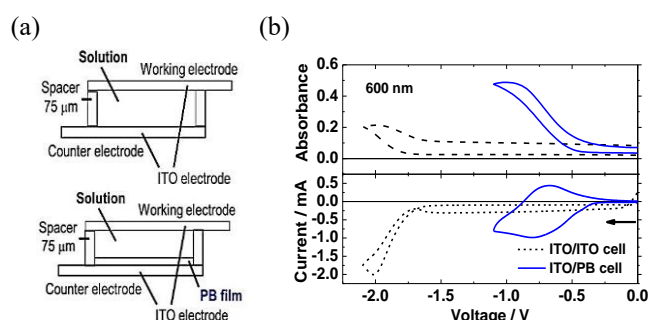 (a)
Solution
Working electrode
Spacer
75 μm
Counter electrode
ITO electrode
Solution
Working electrode
Spacer
75 μm
Counter electrode
PB film
ITO electrode
(b)
Absorbance
0.6
0.4
0.2
0.0
600 nm
Current / mA
0.5
0.0
-0.5
-1.0
-1.5
-2.0
ITO/ITO cell
ITO/PB cell
-2.0 -1.5 -1.0 -0.5 0.0
Voltage / V